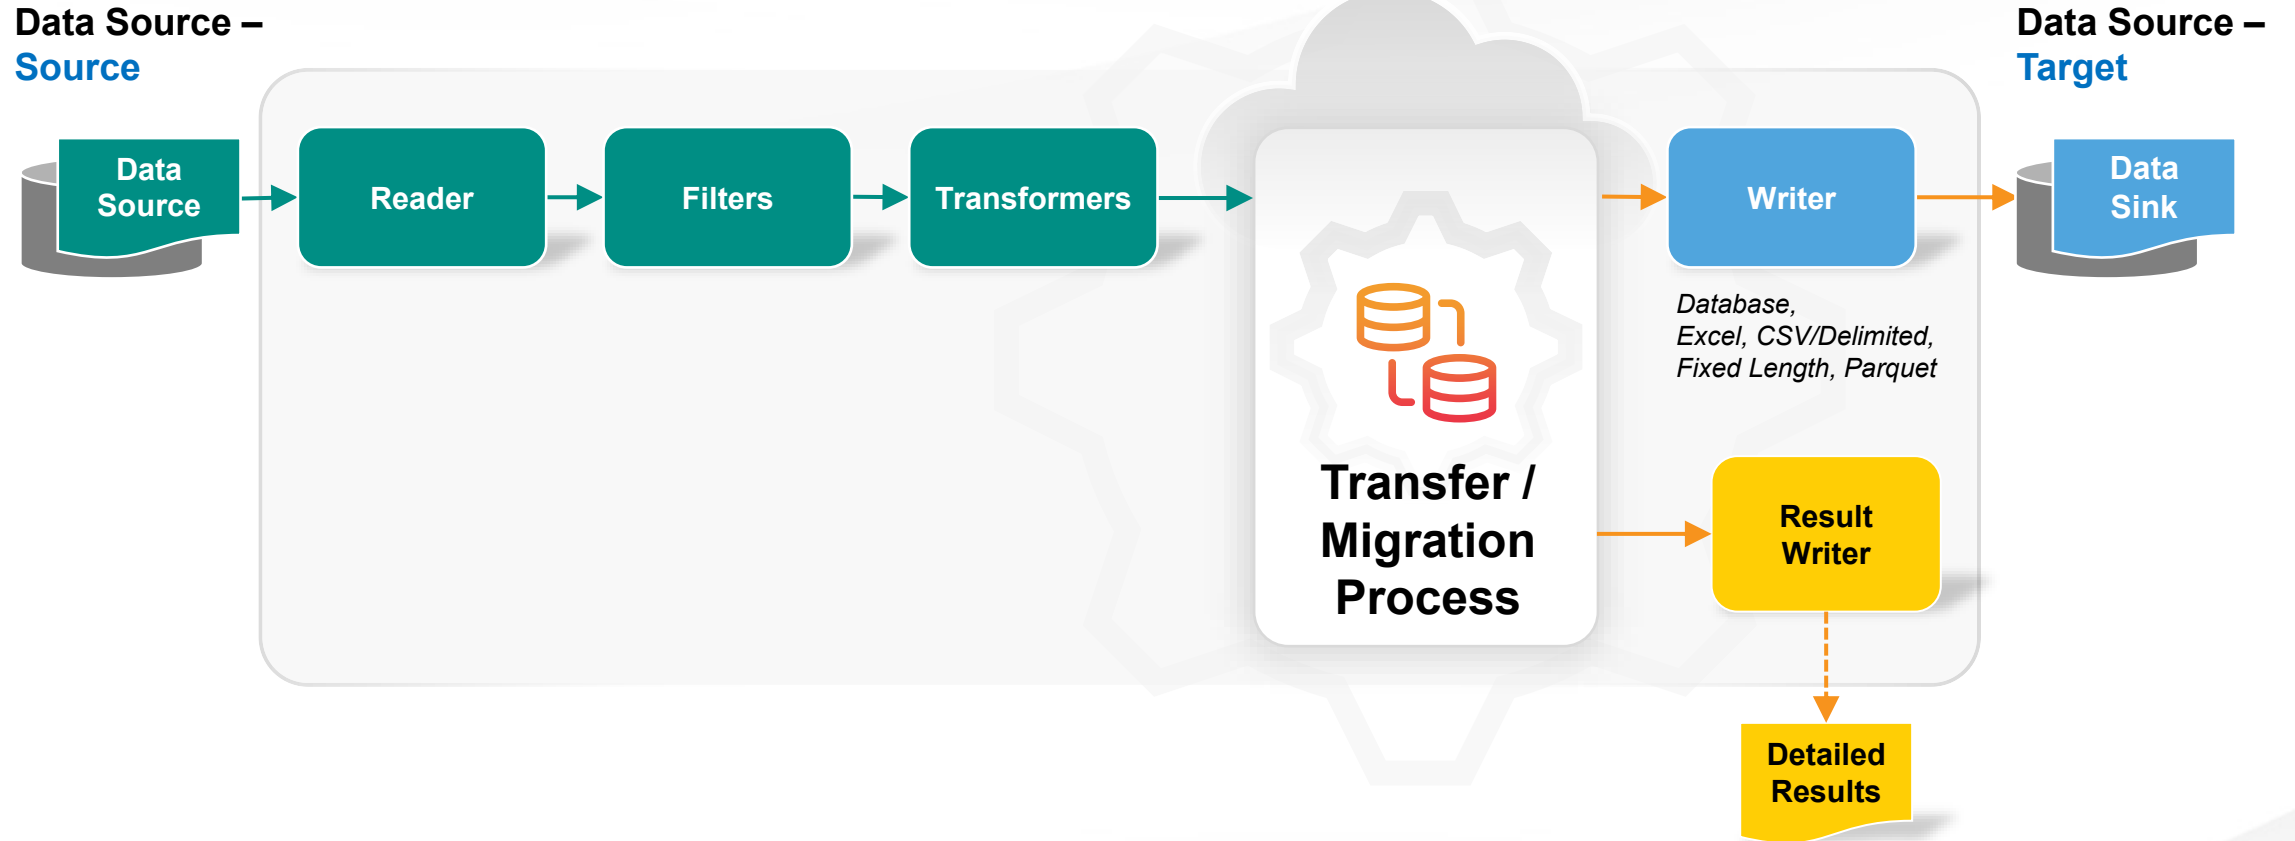 Data Source –
Source
Data Source –
Target
Data
Source
Reader
Filters
Transformers
Writer
Data
Sink
Database,
Excel, CSV/Delimited,
Fixed Length, Parquet
Transfer /
Migration
Process
Result
Writer
Detailed
Results